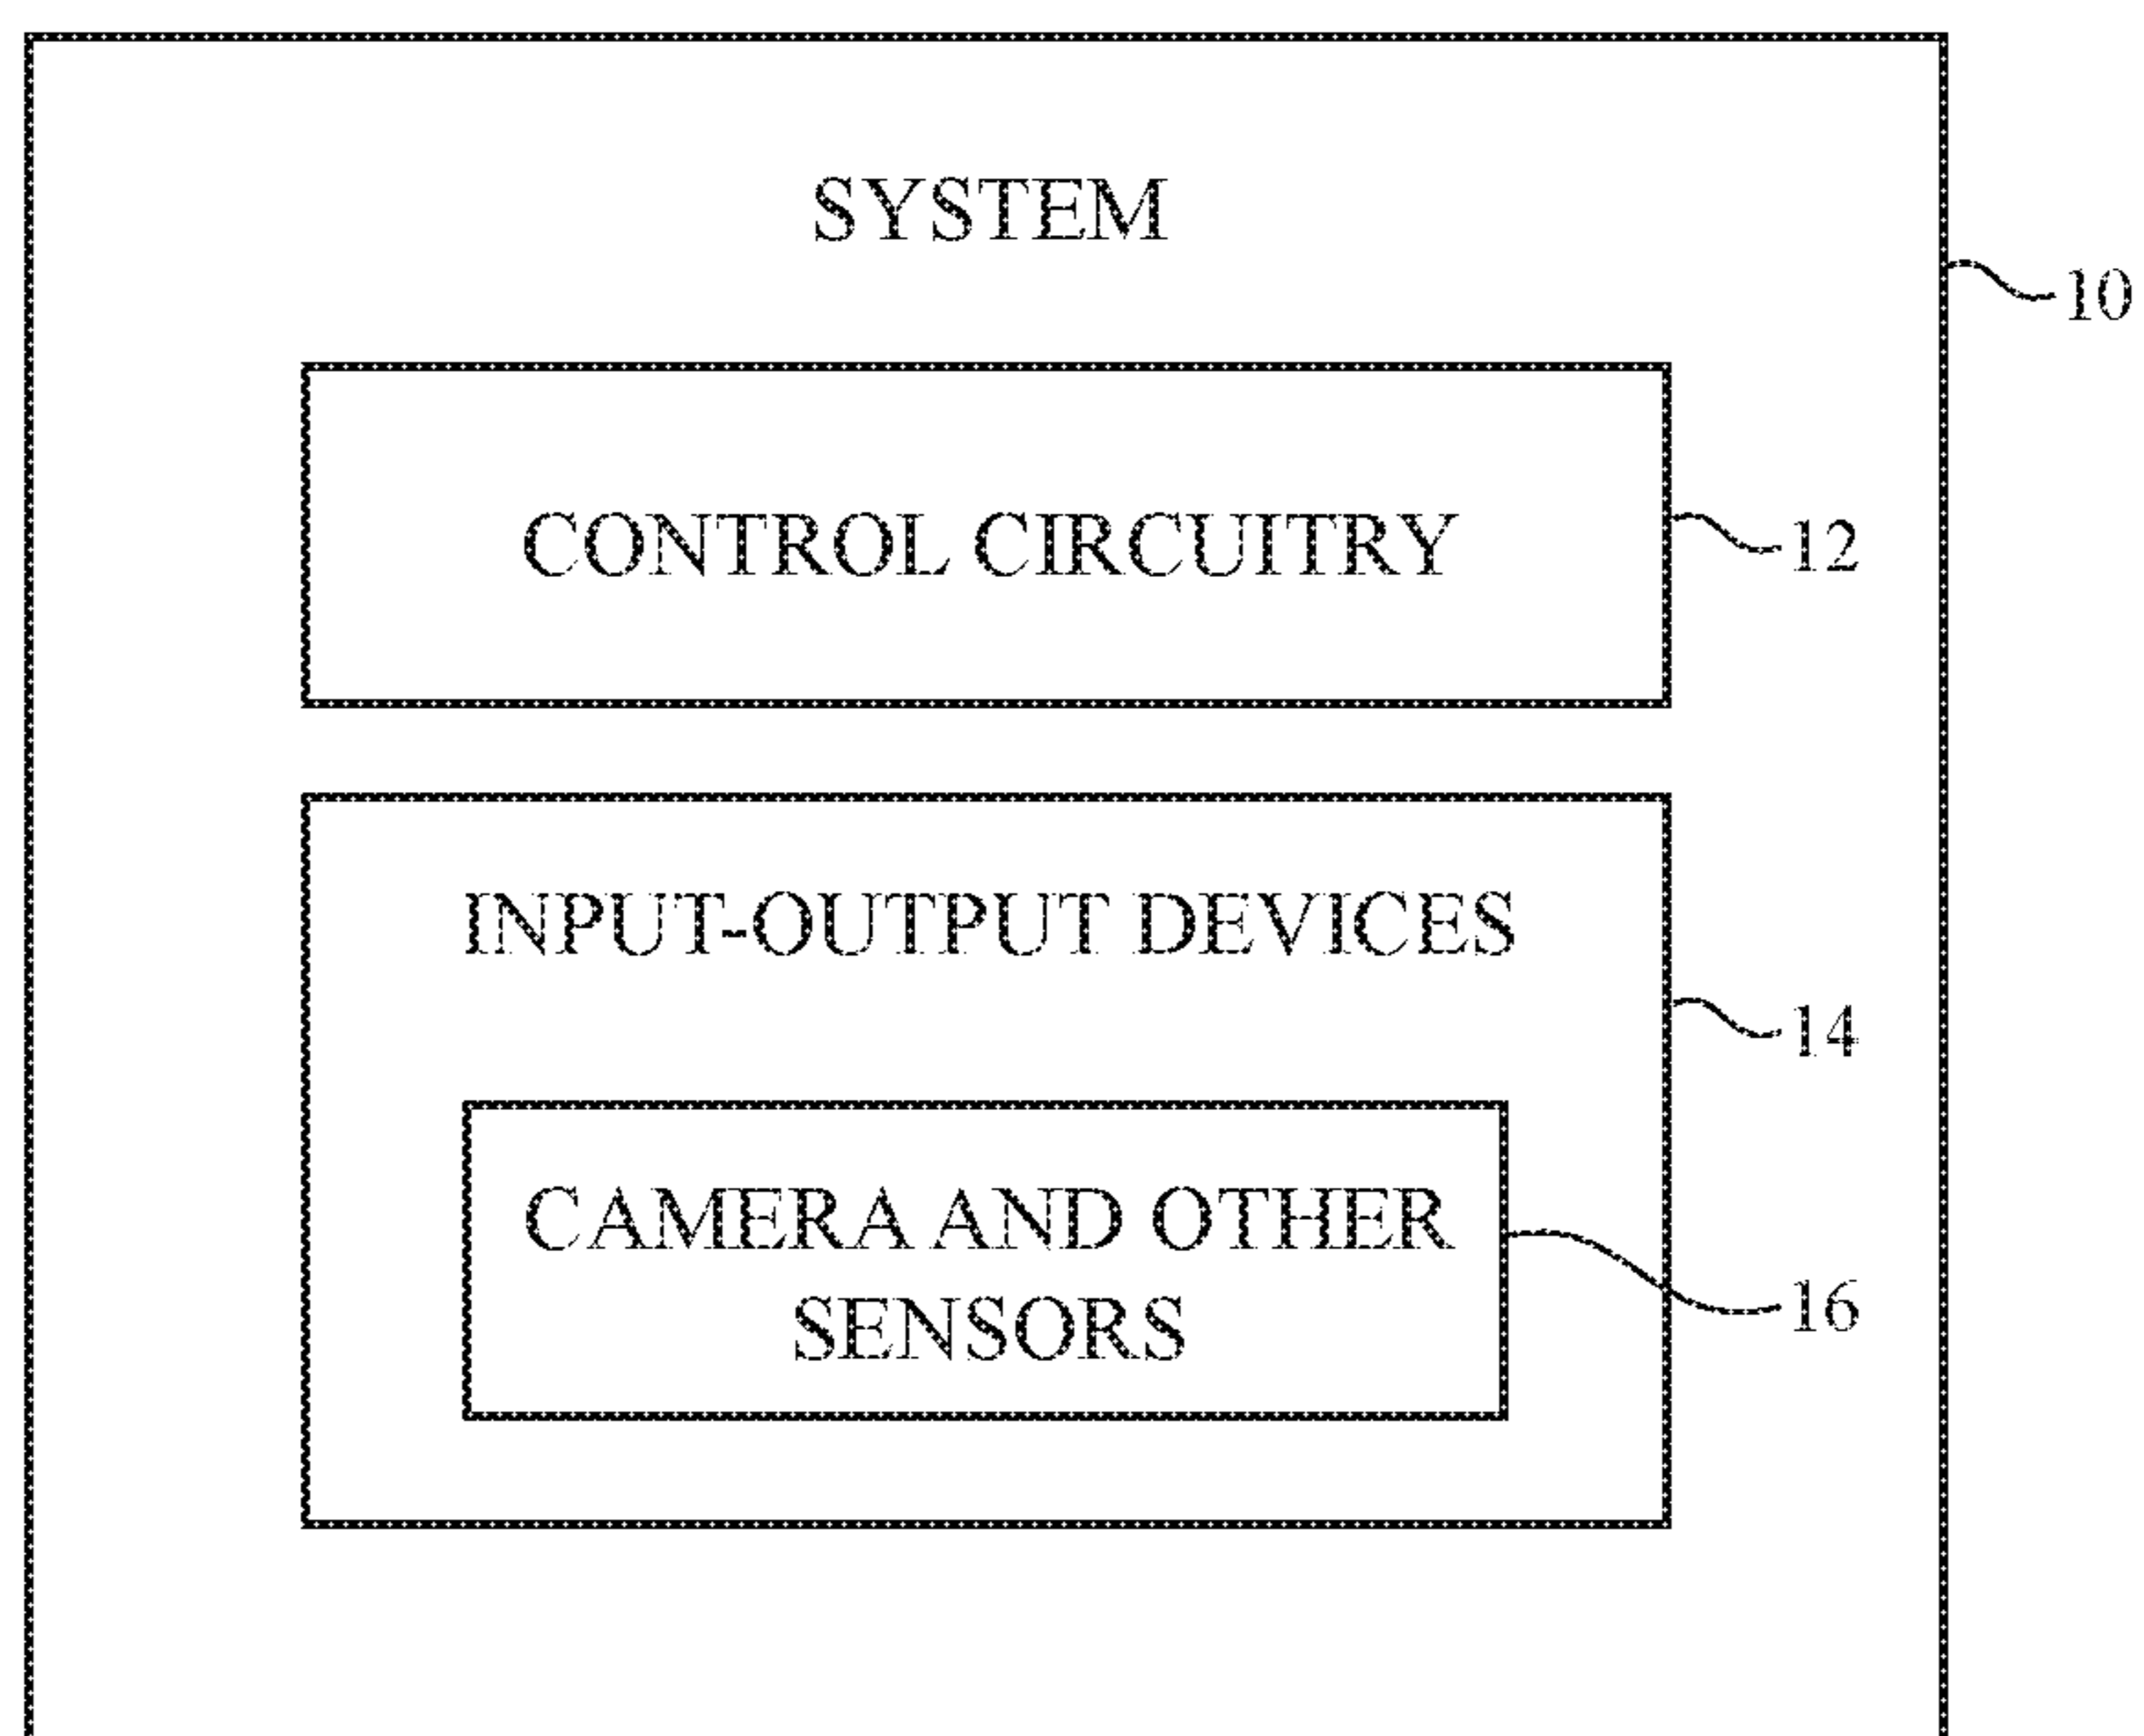 SYSTEM
10
CONTROL CIRCUITRY
12
INPUT-OUTPUT DEVICES
14
CAMERA AND OTHER
SENSORS
16